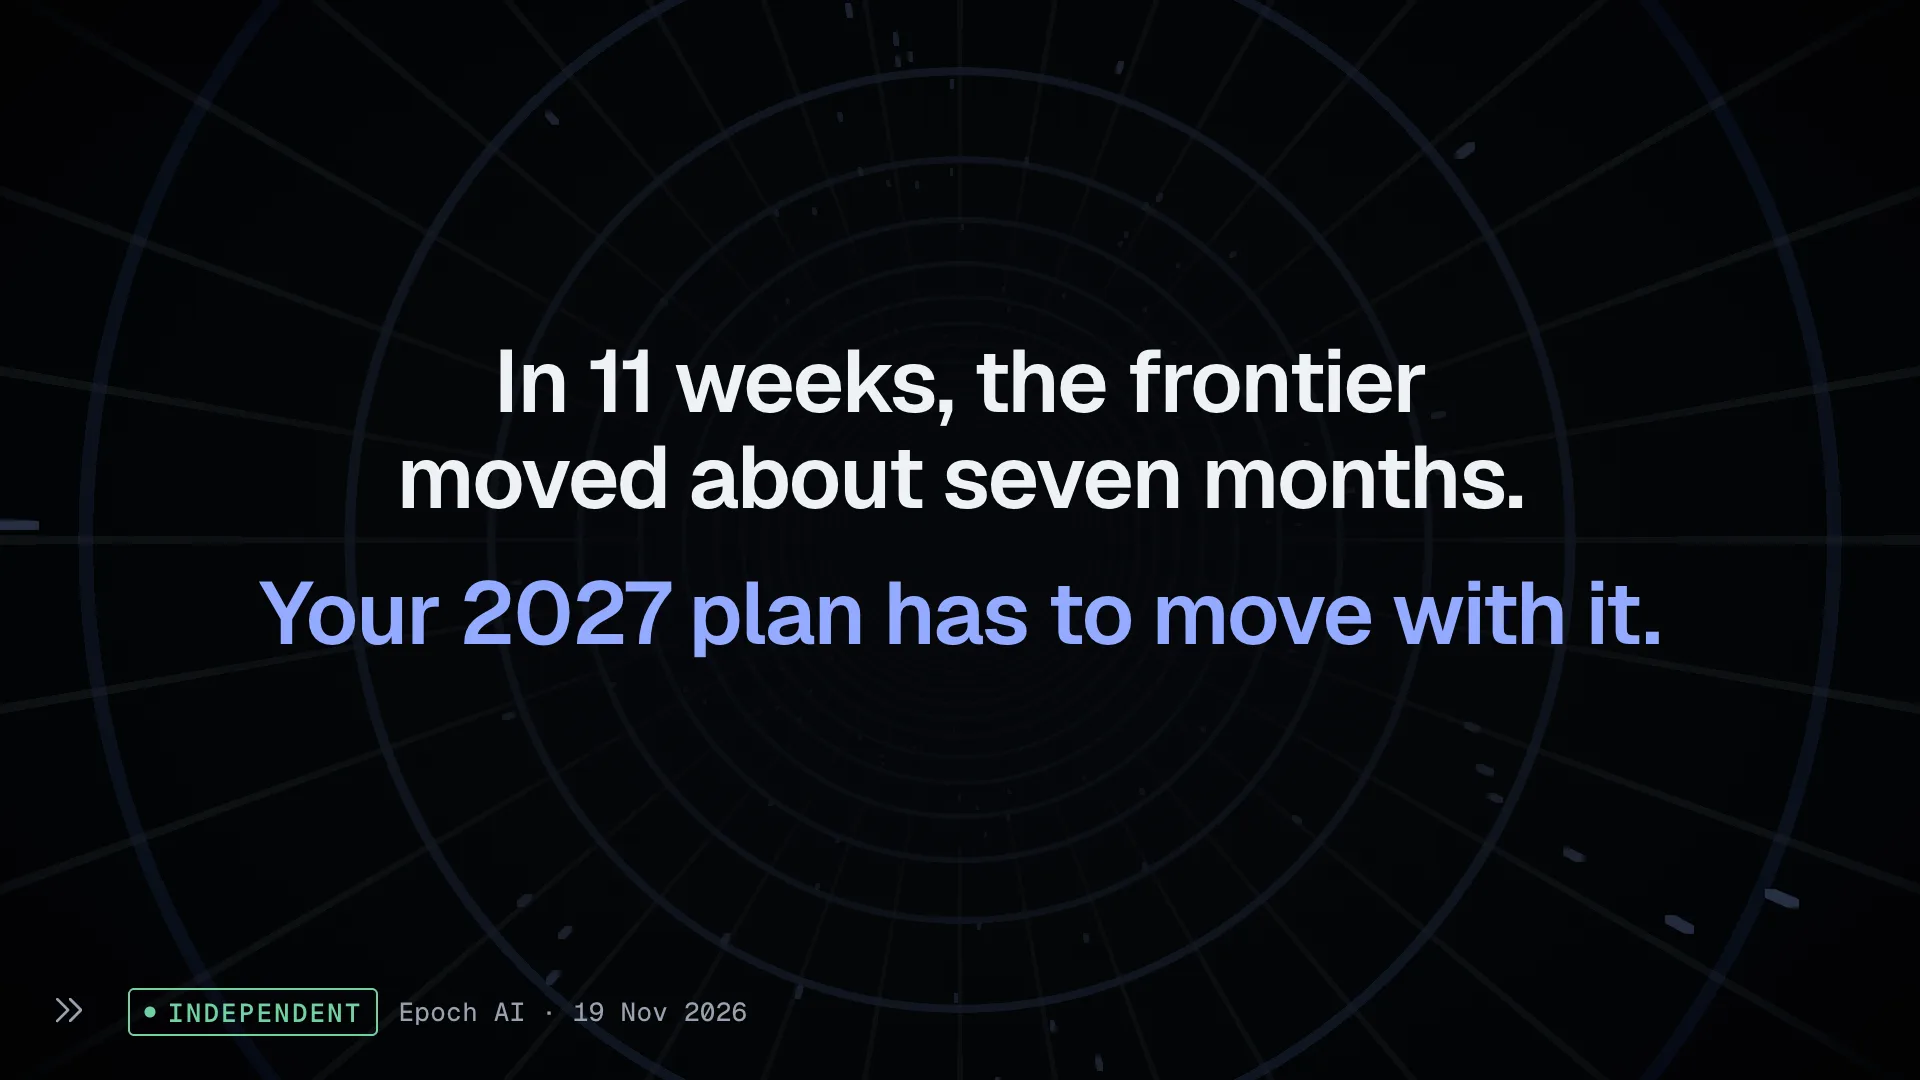 In 11 weeks, the frontier
moved about seven months.
Your 2027 plan has to move with it.
INDEPENDENT Epoch AI · 19 Nov 2026